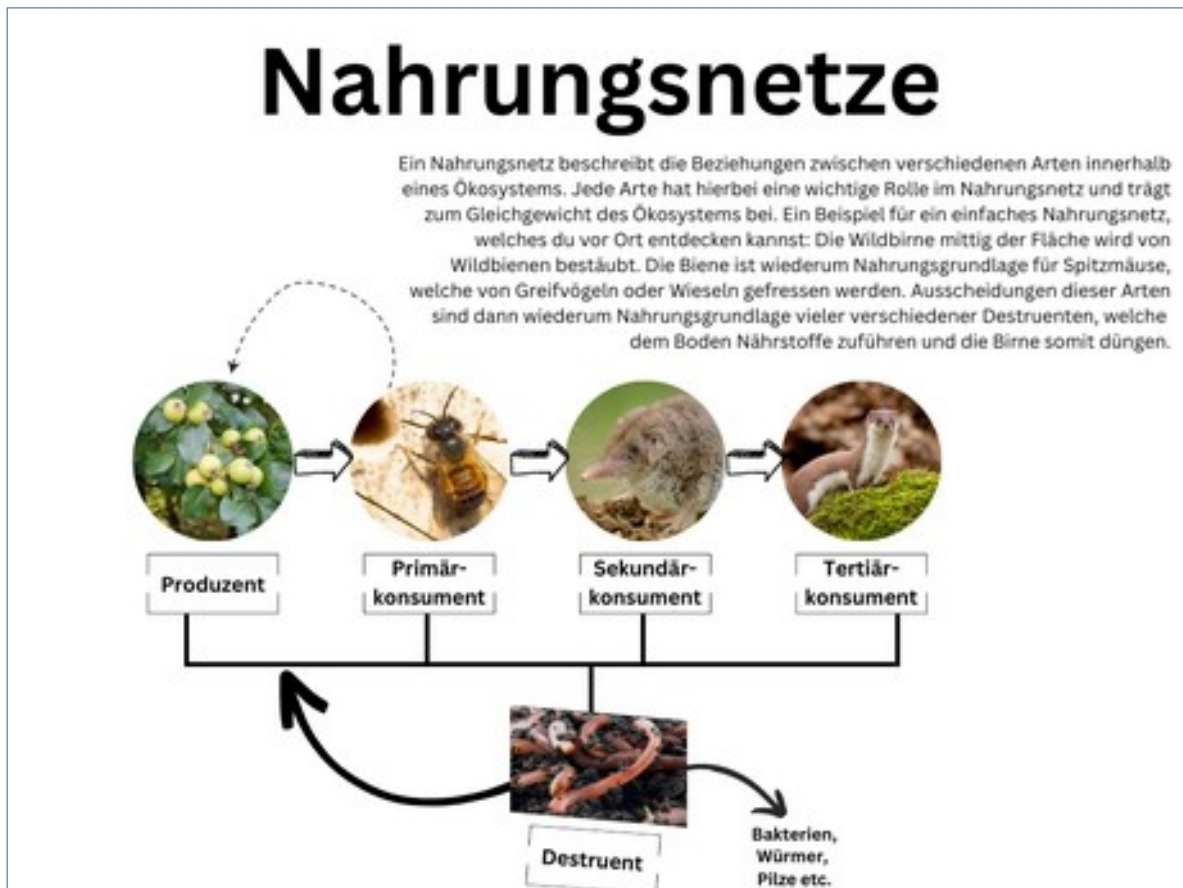 Nahrungsnetze
Ein Nahrungsnetz beschreibt die Beziehungen zwischen verschiedenen Arten innerhalb
eines Ökosystems. Jede Arte hat hierbei eine wichtige Rolle im Nahrungsnetz und trägt
zum Gleichgewicht des Ökosystems bei. Ein Beispiel für ein einfaches Nahrungsnetz,
welches du vor Ort entdecken kannst: Die Wildbirne mittig der Fläche wird von
Wildbienen bestäubt. Die Biene ist wiederum Nahrungsgrundlage für Spitzmäuse,
welche von Greifvögeln oder Wieseln gefressen werden. Ausscheidungen dieser Arten
sind dann wiederum Nahrungsgrundlage vieler verschiedener Destruenten, welche
dem Boden Nährstoffe zuführen und die Birne somit düngen.
Produzent
Primär-
konsument
Sekundär-
konsument
Tertiär-
konsument
Destruent
Bakterien,
Würmer,
Pilze etc.